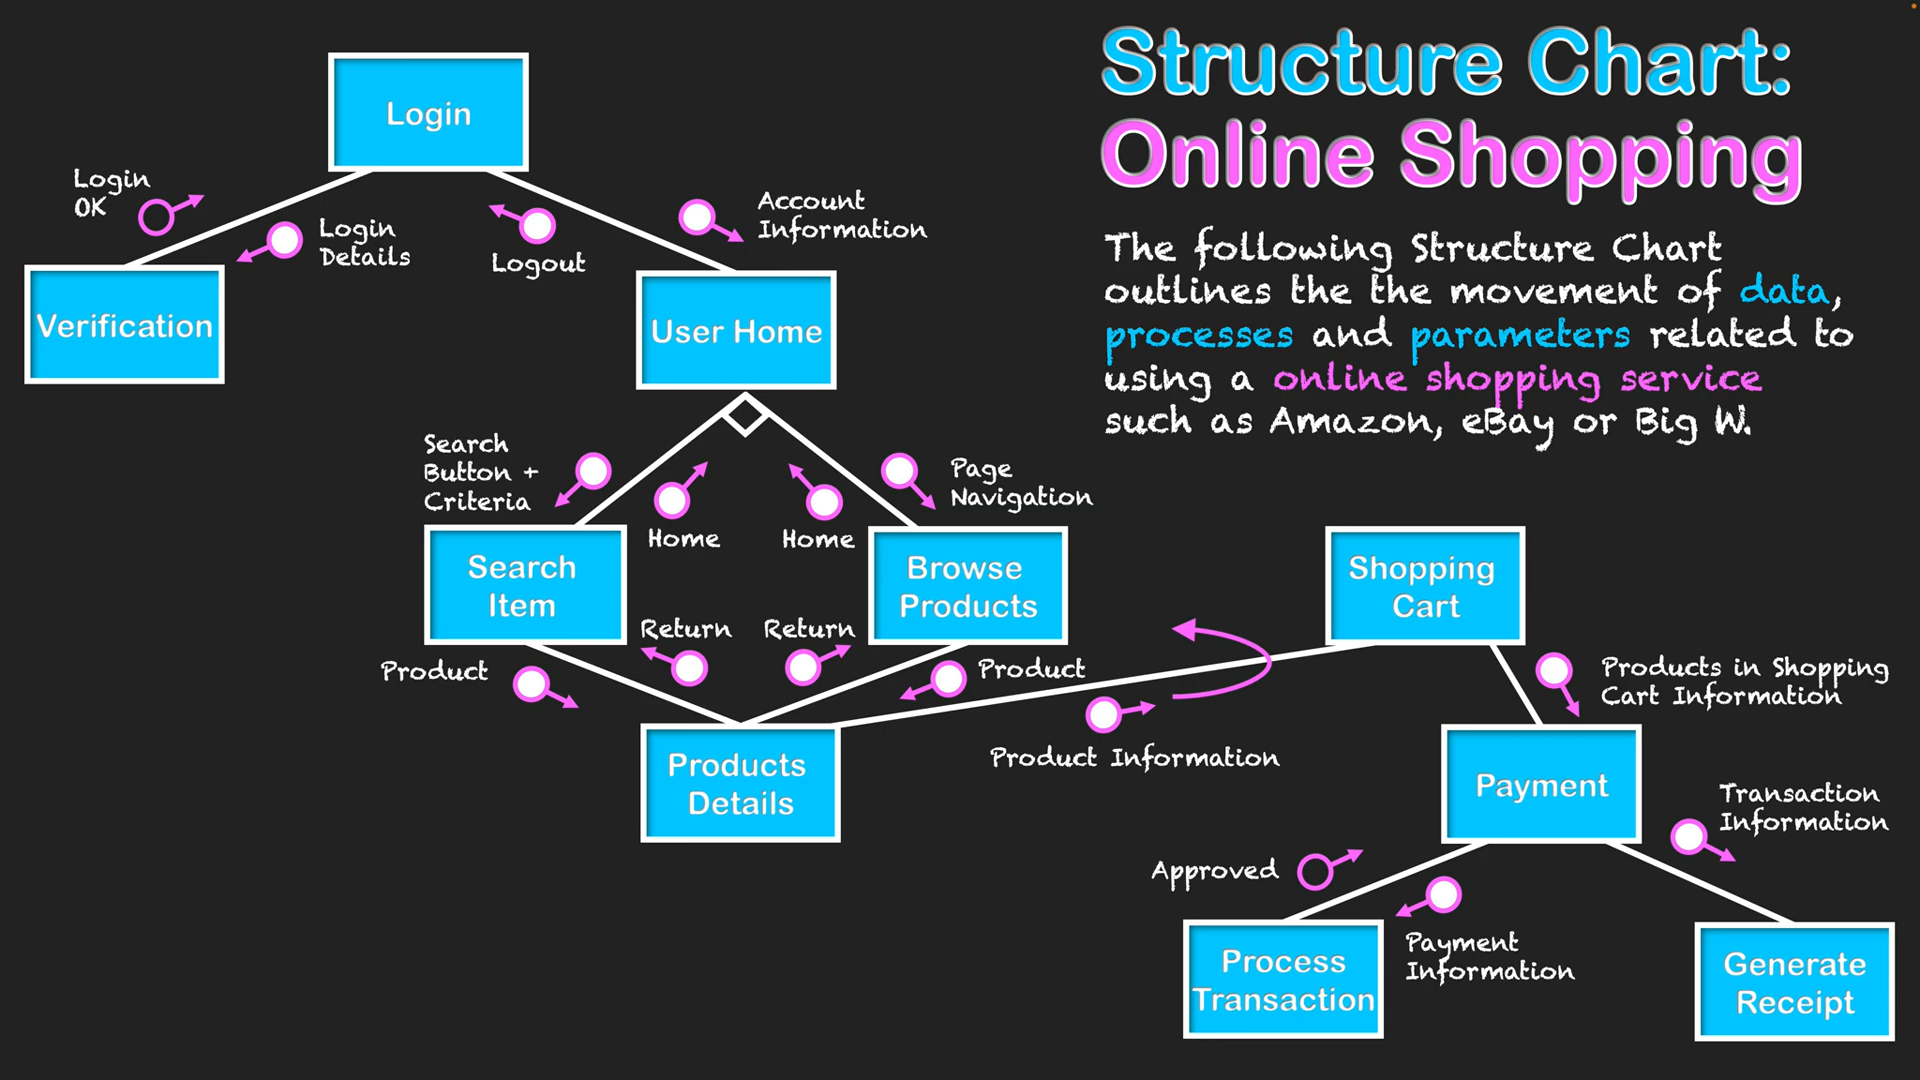 Structure Chart:
Online Shopping
The following Structure Chart
outlines the the movement of data,
processes and parameters related to
using a online shopping service
such as Amazon, eBay or Big W.
Login
Login
OK
Login
Details
Logout
Account
Information
Verification
User Home
Search
Button +
Criteria
Home
Home
Page
Navigation
Search
Item
Browse
Products
Shopping
Cart
Return
Return
Product
Product
Products in Shopping
Cart Information
Product Information
Products
Details
Payment
Transaction
Information
Approved
Payment
Information
Process
Transaction
Generate
Receipt